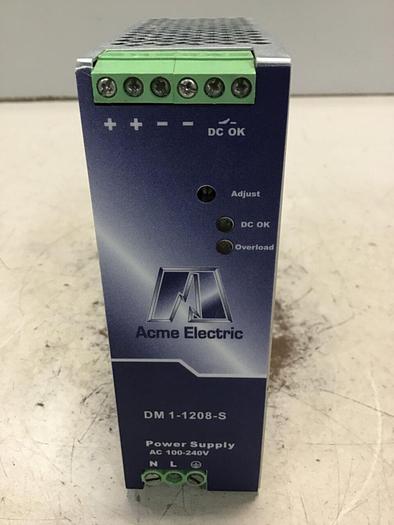 + + − −
DC OK
Adjust
DC OK
Overload
Acme Electric
DM 1-1208-S
Power Supply
AC 100-240V
N L